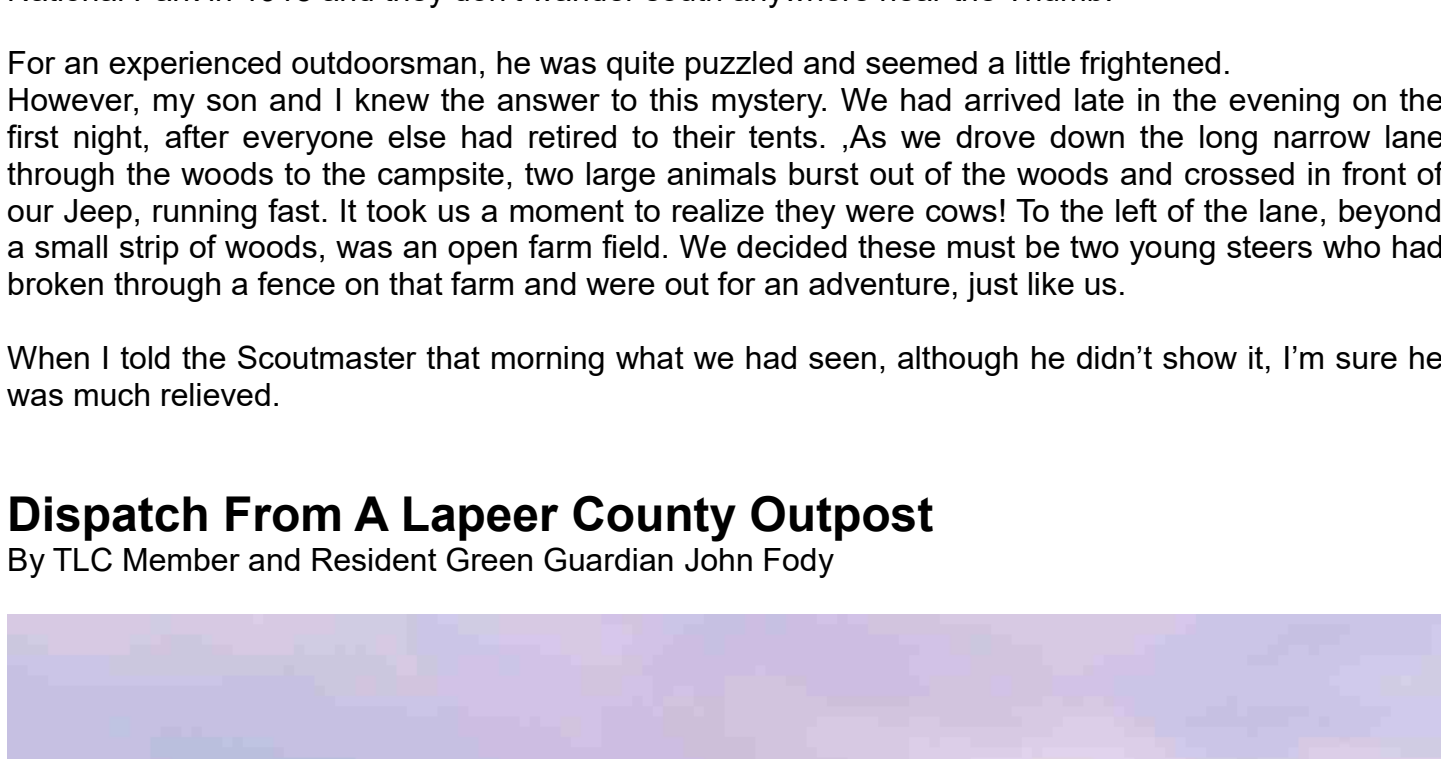 For an experienced outdoorsman, he was quite puzzled and seemed a little frightened.
However, my son and I knew the answer to this mystery. We had arrived late in the evening on the
first night, after everyone else had retired to their tents. ,As we drove down the long narrow lane
through the woods to the campsite, two large animals burst out of the woods and crossed in front of
our Jeep, running fast. It took us a moment to realize they were cows! To the left of the lane, beyond
a small strip of woods, was an open farm field. We decided these must be two young steers who had
broken through a fence on that farm and were out for an adventure, just like us.
When I told the Scoutmaster that morning what we had seen, although he didn’t show it, I’m sure he
was much relieved.
Dispatch From A Lapeer County Outpost
By TLC Member and Resident Green Guardian John Fody